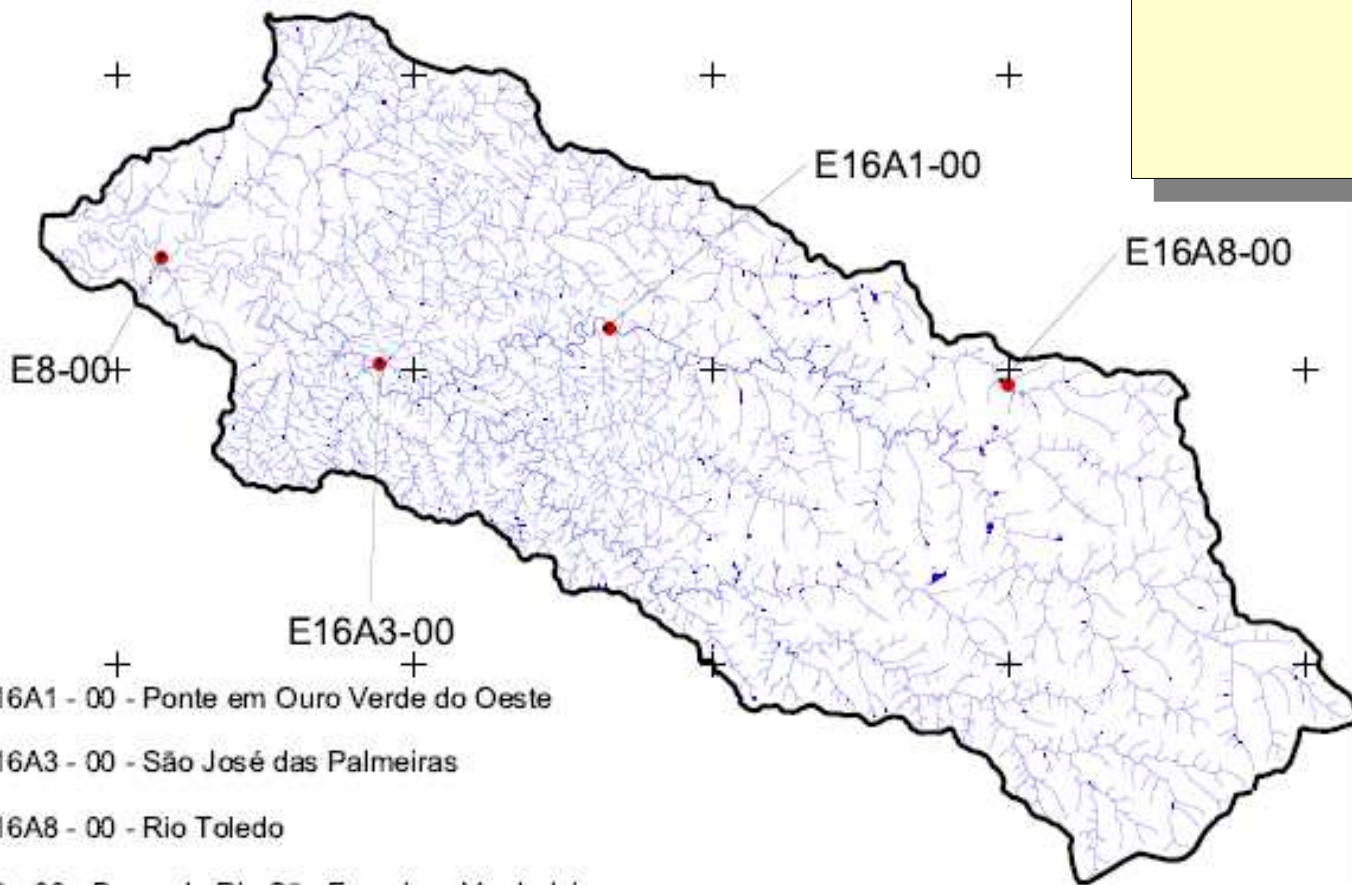 E16A1-00
E16A8-00
E8-00
E16A3-00
16A1 - 00 - Ponte em Ouro Verde do Oeste
16A3 - 00 - São José das Palmeiras
16A8 - 00 - Rio Toledo